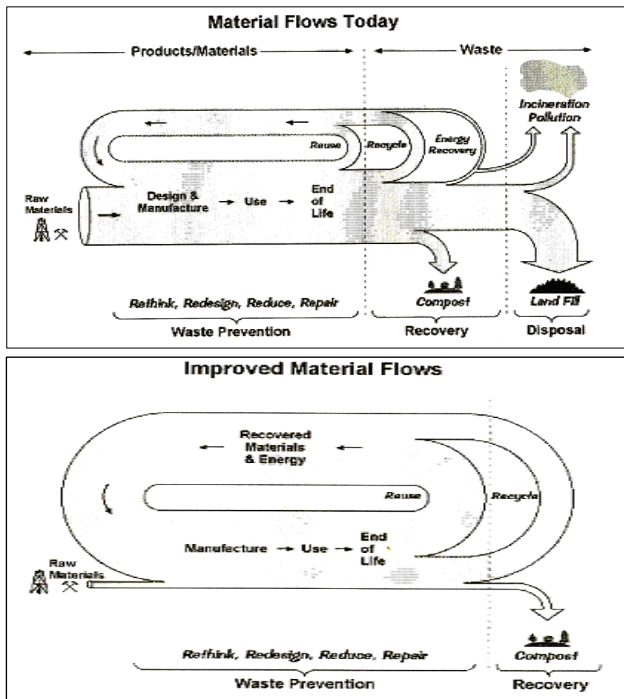 Material Flows Today
Products/Materials
Waste
Incineration
Pollution
Reuse
Recycle
Energy
Recovery
Raw
Materials
Design &
Manufacture
Use
End
of
Life
Compost
Land Fill
Rethink, Redesign, Reduce, Repair
Waste Prevention
Recovery
Disposal
Improved Material Flows
Recovered
Materials
& Energy
Reuse
Recycle
Manufacture
Use
End
of
Life
Raw
Materials
Compost
Rethink, Redesign, Reduce, Repair
Waste Prevention
Recovery